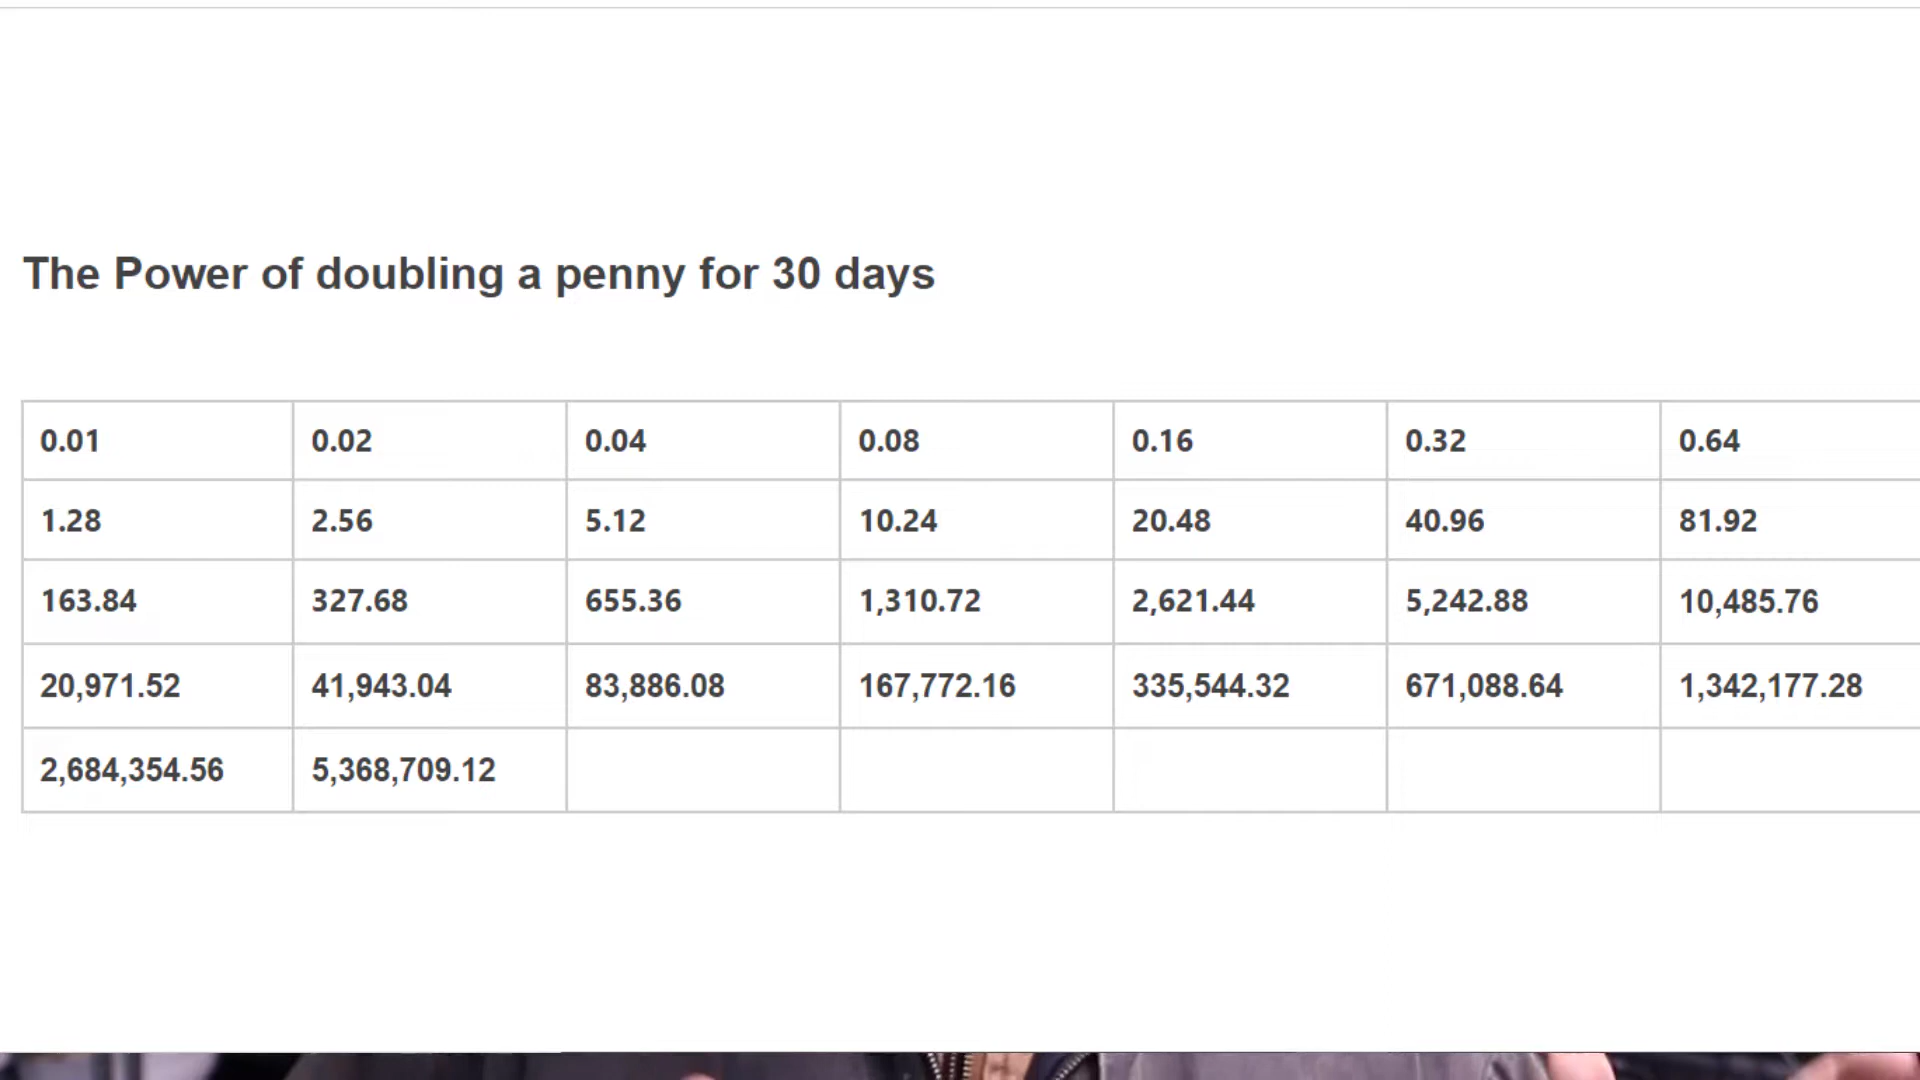 The Power of doubling a penny for 30 days
0.01 0.02 0.04 0.08 0.16 0.32 0.64
1.28 2.56 5.12 10.24 20.48 40.96 81.92
163.84 327.68 655.36 1,310.72 2,621.44 5,242.88 10,485.76
20,971.52 41,943.04 83,886.08 167,772.16 335,544.32 671,088.64 1,342,177.28
2,684,354.56 5,368,709.12